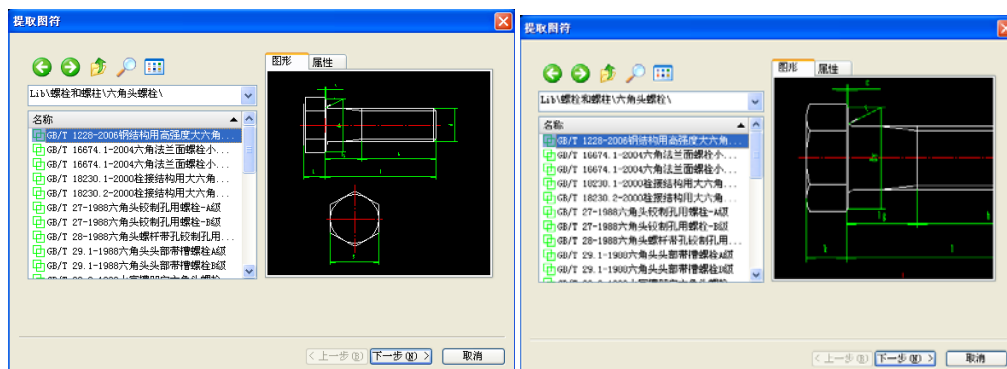 提取图符
图形 属性
Lib\螺栓和螺柱\六角头螺栓\
名称
GB/T 1228-2006钢结构用高强度大六角...
GB/T 16674.1-2004六角法兰面螺栓小...
GB/T 16674.1-2004六角法兰面螺栓小...
GB/T 18230.1-2000栓接结构用大六角...
GB/T 18230.2-2000栓接结构用大六角...
GB/T 27-1988六角头铰制孔用螺栓-A级
GB/T 27-1988六角头铰制孔用螺栓-B级
GB/T 28-1988六角头螺杆带孔铰制孔用...
GB/T 29.1-1988六角头头部带槽螺栓A级
GB/T 29.1-1988六角头头部带槽螺栓B级
<上一步(B) 下一步(N) > 取消
提取图符
图形 属性
Lib\螺栓和螺柱\六角头螺栓\
名称
GB/T 1228-2006钢结构用高强度大六角...
GB/T 16674.1-2004六角法兰面螺栓小...
GB/T 16674.1-2004六角法兰面螺栓小...
GB/T 18230.1-2000栓接结构用大六角...
GB/T 18230.2-2000栓接结构用大六角...
GB/T 27-1988六角头铰制孔用螺栓-A级
GB/T 27-1988六角头铰制孔用螺栓-B级
GB/T 28-1988六角头螺杆带孔铰制孔用...
GB/T 29.1-1988六角头头部带槽螺栓A级
GB/T 29.1-1988六角头头部带槽螺栓B级
<上一步(B) 下一步(N) > 取消